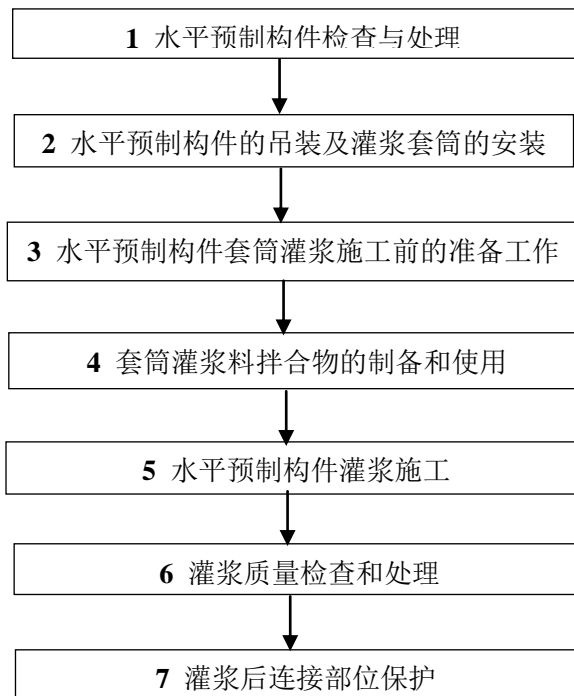 1 水平预制构件检查与处理
2 水平预制构件的吊装及灌浆套筒的安装
3 水平预制构件套筒灌浆施工前的准备工作
4 套筒灌浆料拌合物的制备和使用
5 水平预制构件灌浆施工
6 灌浆质量检查和处理
7 灌浆后连接部位保护